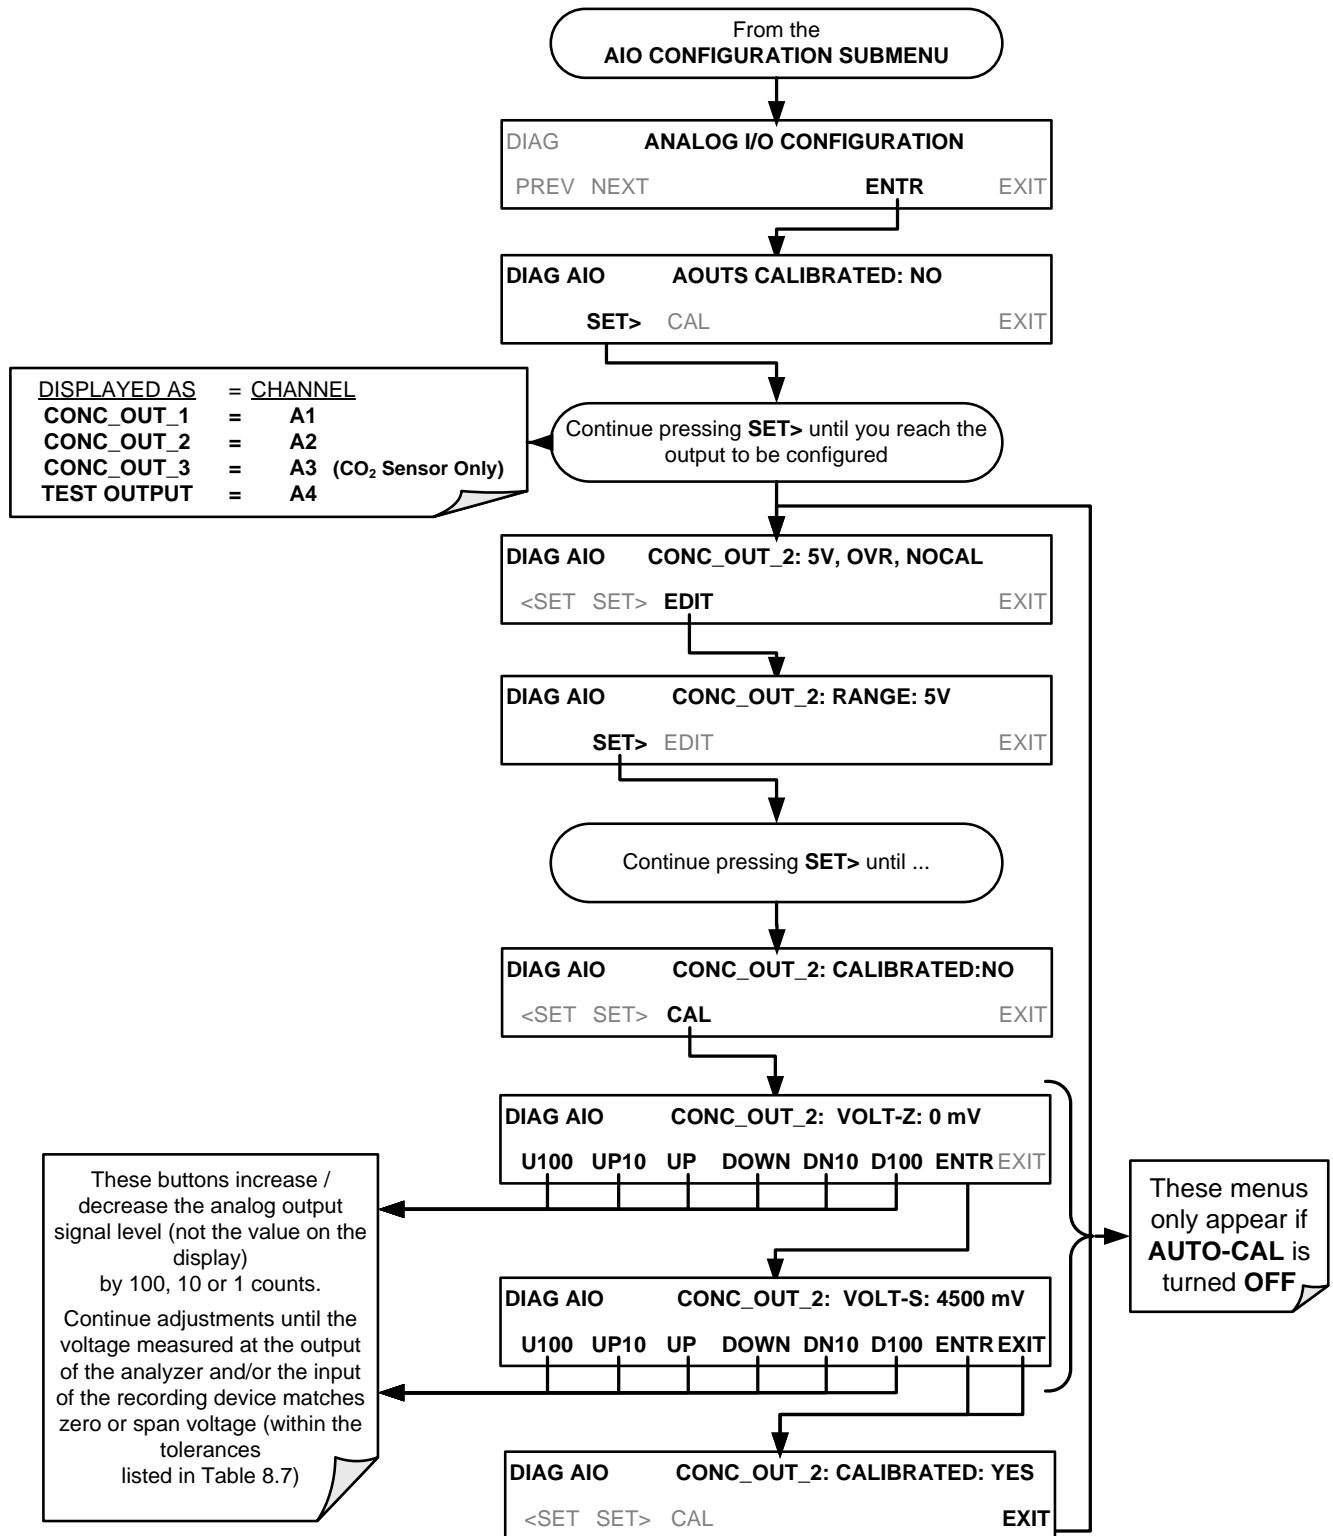 From the
AIO CONFIGURATION SUBMENU
DIAG ANALOG I/O CONFIGURATION
PREV NEXT ENTR EXIT
DIAG AIO AOUTS CALIBRATED: NO
SET> CAL EXIT
DISPLAYED AS = CHANNEL
CONC_OUT_1 = A1
CONC_OUT_2 = A2
CONC_OUT_3 = A3 (CO₂ Sensor Only)
TEST OUTPUT = A4
Continue pressing SET> until you reach the
output to be configured
DIAG AIO CONC_OUT_2: 5V, OVR, NOCAL
<SET SET> EDIT EXIT
DIAG AIO CONC_OUT_2: RANGE: 5V
SET> EDIT EXIT
Continue pressing SET> until ...
DIAG AIO CONC_OUT_2: CALIBRATED:NO
<SET SET> CAL EXIT
DIAG AIO CONC_OUT_2: VOLT-Z: 0 mV
U100 UP10 UP DOWN DN10 D100 ENTR EXIT
These buttons increase /
decrease the analog output
signal level (not the value on the
display)
by 100, 10 or 1 counts.
Continue adjustments until the
voltage measured at the output
of the analyzer and/or the input
of the recording device matches
zero or span voltage (within the
tolerances
listed in Table 8.7)
These menus
only appear if
AUTO-CAL is
turned OFF
DIAG AIO CONC_OUT_2: VOLT-S: 4500 mV
U100 UP10 UP DOWN DN10 D100 ENTR EXIT
DIAG AIO CONC_OUT_2: CALIBRATED: YES
<SET SET> CAL EXIT